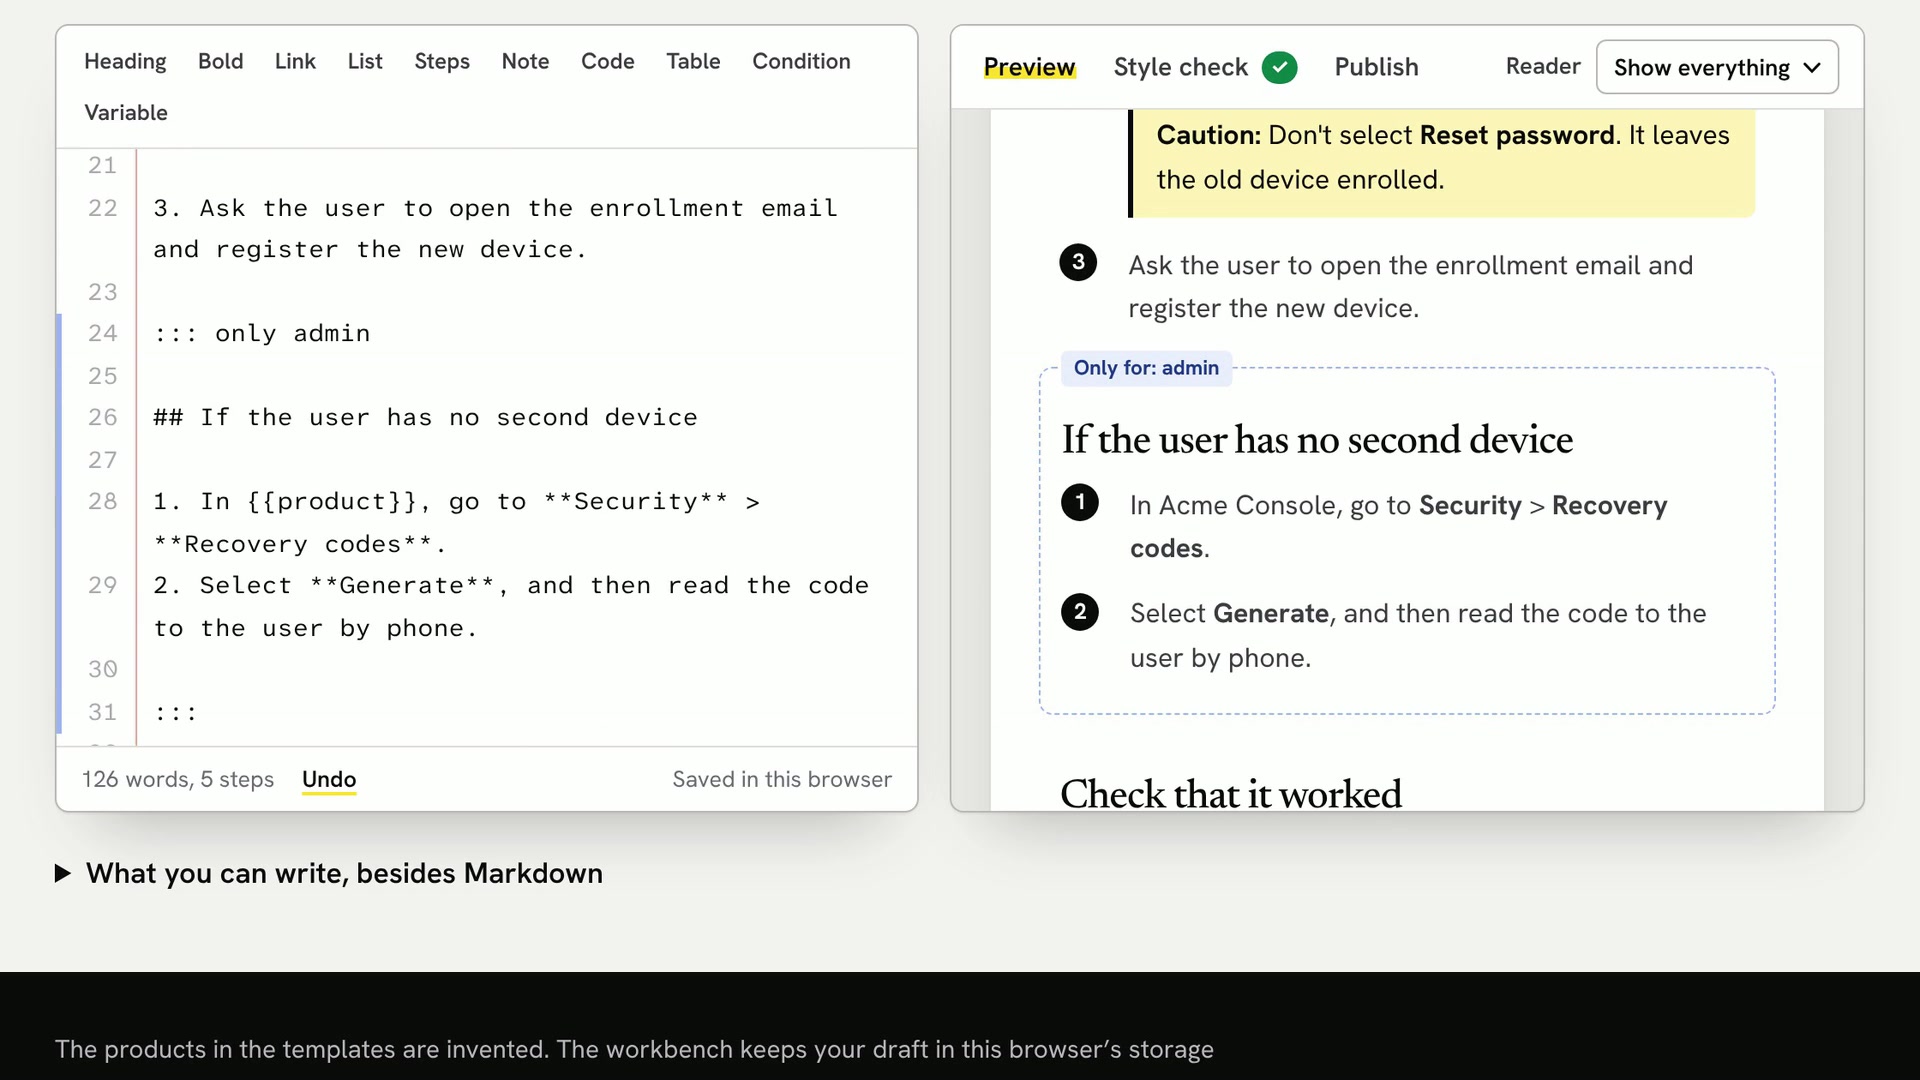 Heading Bold Link List Steps Note Code Table Condition
Variable
21
22 3. Ask the user to open the enrollment email
and register the new device.
23
24 ::: only admin
25
26 ## If the user has no second device
27
28 1. In {{product}}, go to **Security** >
**Recovery codes**.
29 2. Select **Generate**, and then read the code
to the user by phone.
30
31 :::
126 words, 5 steps Undo Saved in this browser
Preview Style check Publish Reader Show everything
Caution: Don't select Reset password. It leaves
the old device enrolled.
3 Ask the user to open the enrollment email and
register the new device.
Only for: admin
If the user has no second device
1 In Acme Console, go to Security > Recovery
codes.
2 Select Generate, and then read the code to the
user by phone.
Check that it worked
What you can write, besides Markdown
The products in the templates are invented. The workbench keeps your draft in this browser’s storage